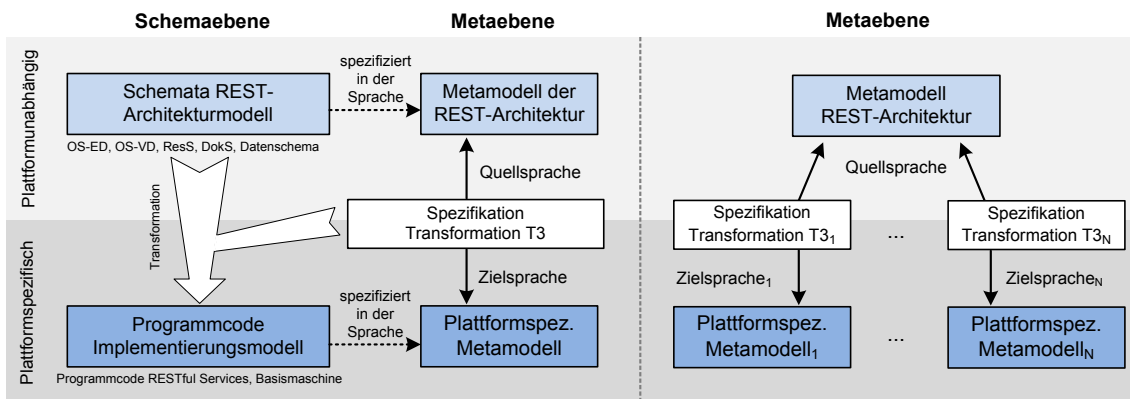 Schemaebene
Metaebene
Metaebene
Plattformunabhängig
Schemata REST-
Architekturmodell
OS-ED, OS-VD, ResS, DokS, Datenschema
spezifiziert
in der
Sprache
Metamodell der
REST-Architektur
Quellsprache
Transformation
Spezifikation
Transformation T3
Plattformspezifisch
Zielsprache
Programmcode
Implementierungsmodell
Programmcode RESTful Services, Basismaschine
spezifiziert
in der
Sprache
Plattformspez.
Metamodell
Metamodell
REST-Architektur
Quellsprache
Spezifikation
Transformation T3₁
...
Spezifikation
Transformation T3N
Zielsprache₁
ZielspracheN
Plattformspez.
Metamodell₁
...
Plattformspez.
MetamodellN